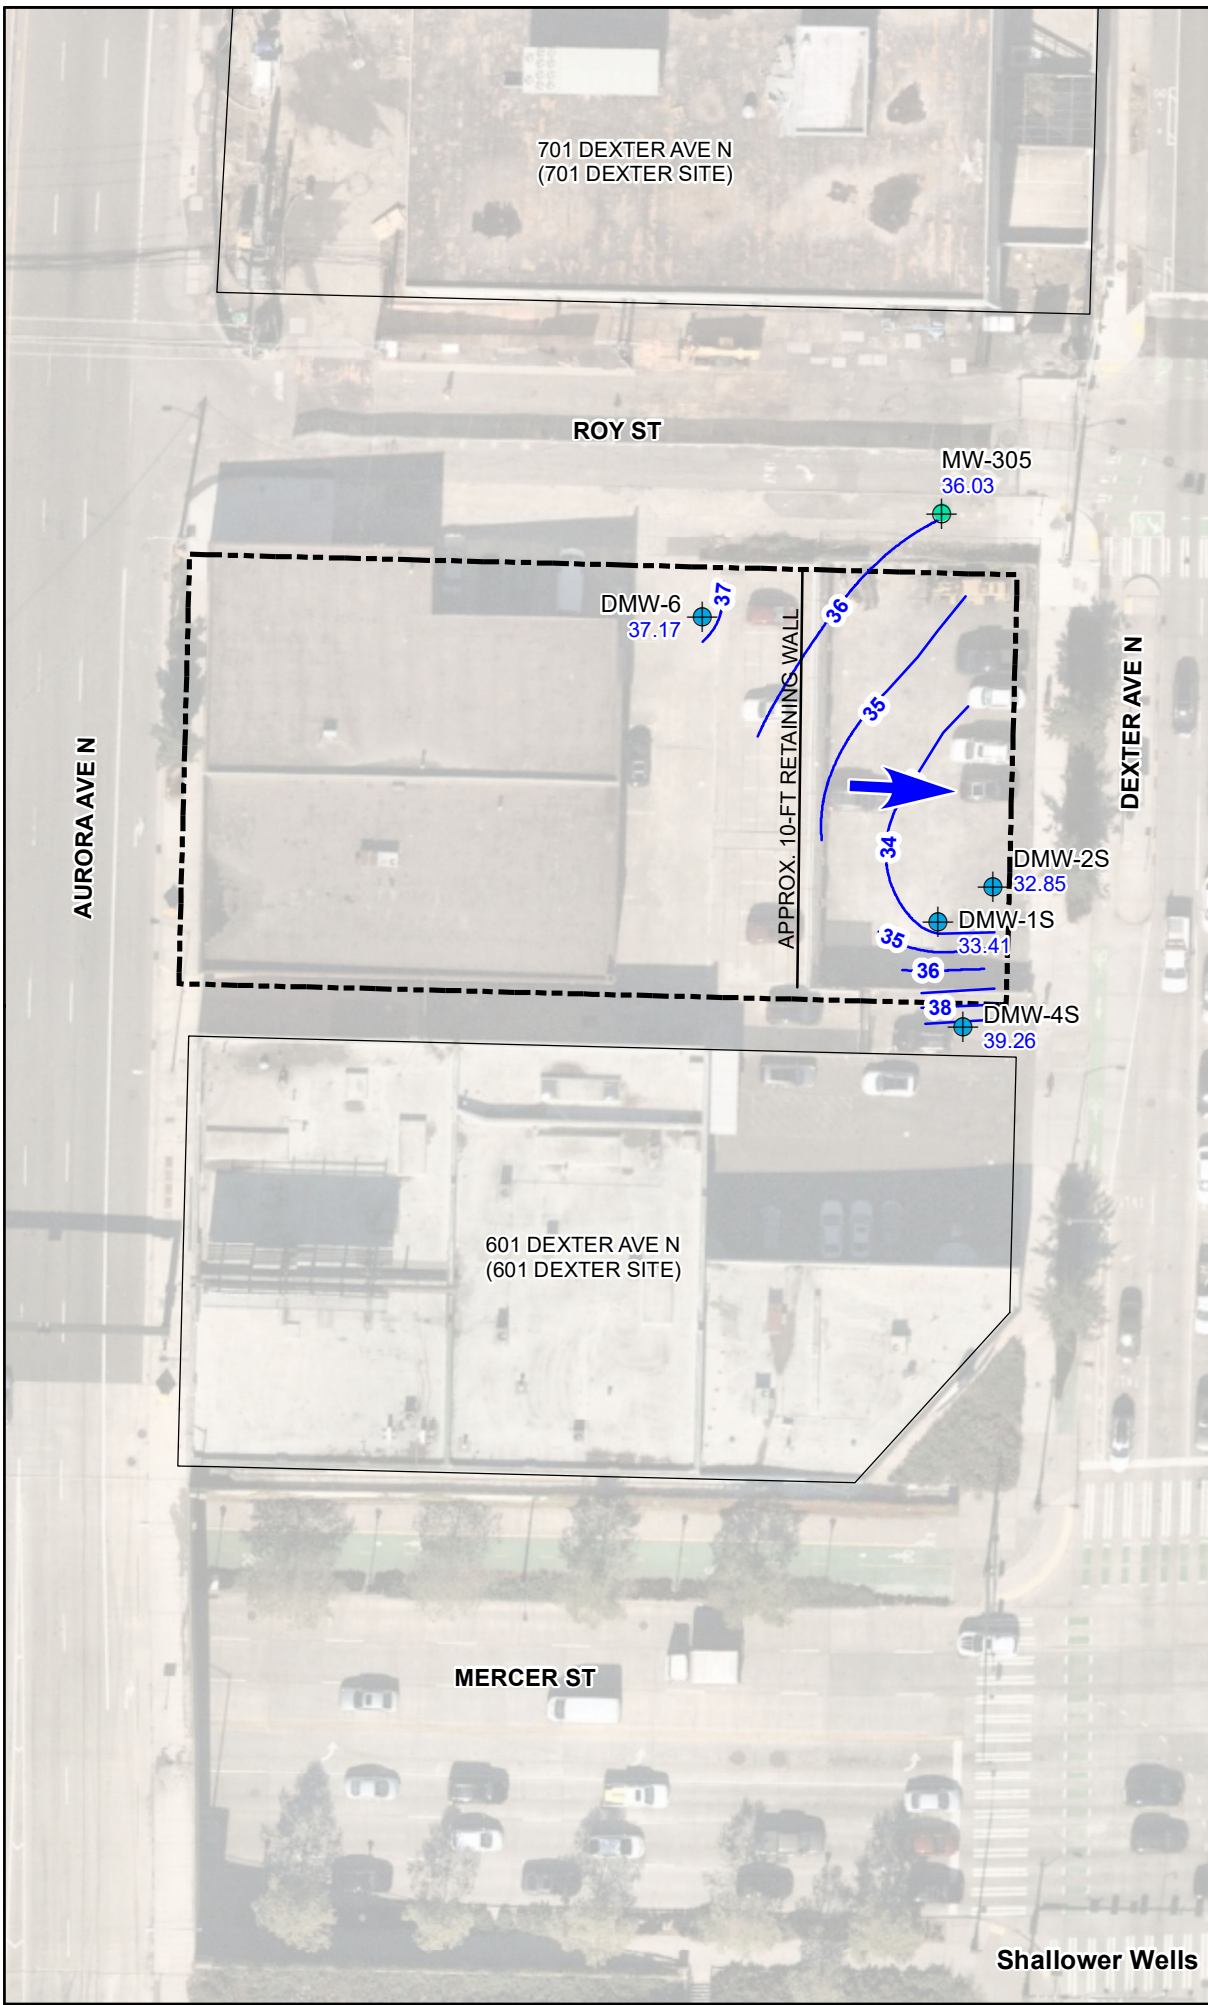 701 DEXTER AVE N
(701 DEXTER SITE)
ROY ST
MW-305
36.03
DMW-6
37.17
37
36
APPROX. 10-FT RETAINING WALL
35
34
DEXTER AVE N
AURORA AVE N
DMW-2S
32.85
DMW-1S
33.41
35
36
38
DMW-4S
39.26
601 DEXTER AVE N
(601 DEXTER SITE)
MERCER ST
Shallower Wells